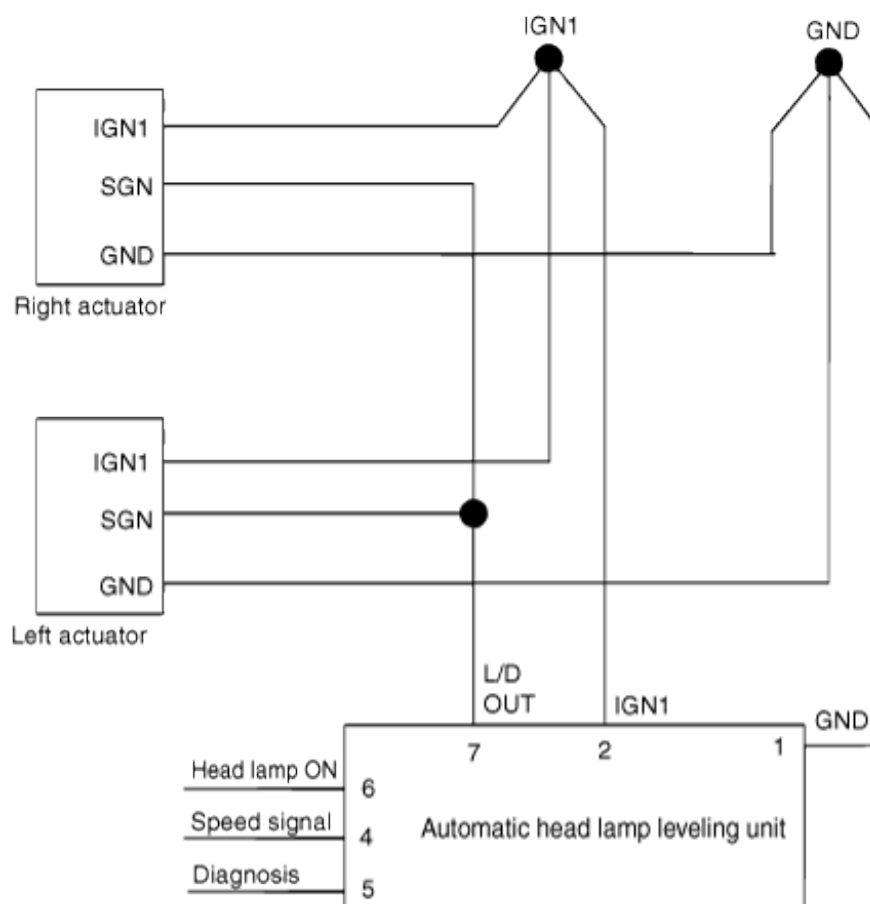 IGN1
GND
IGN1
SGN
GND
Right actuator
IGN1
SGN
GND
Left actuator
L/D
OUT
IGN1
GND
7
2
1
Head lamp ON
6
Speed signal
4
Automatic head lamp leveling unit
Diagnosis
5